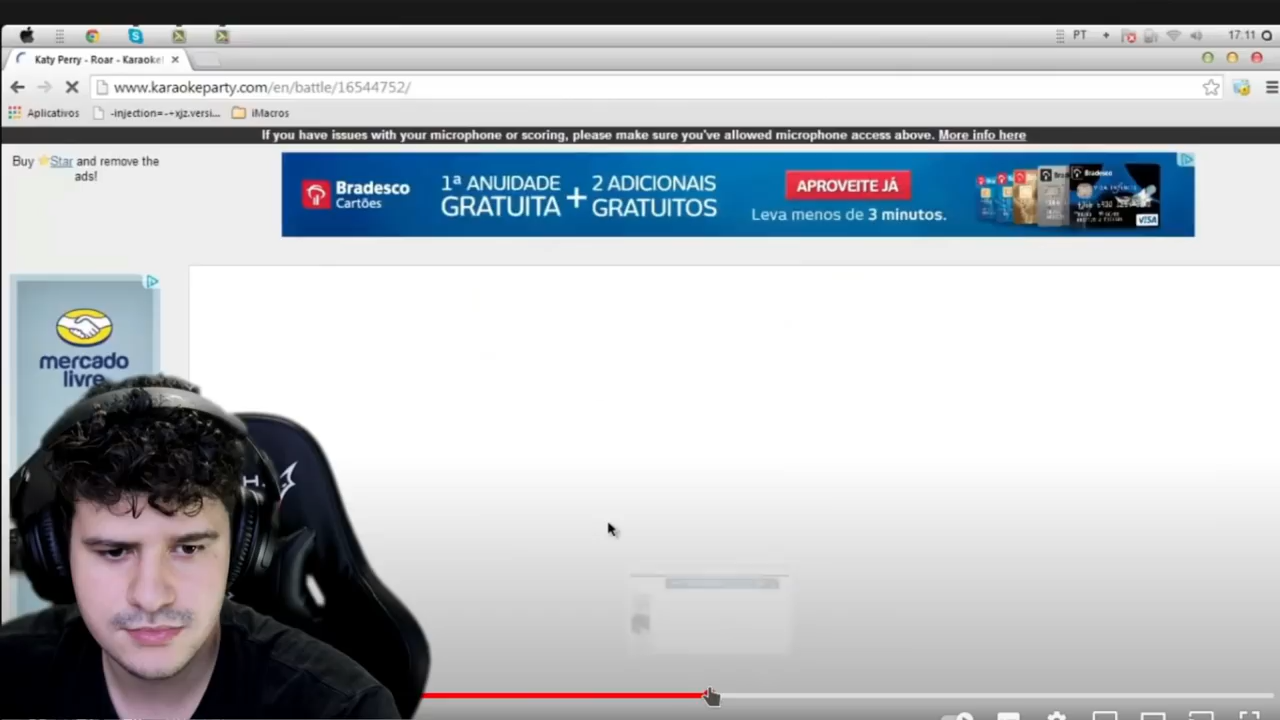 PT
17.11
Katy Perry - Roar - Karaoke
www.karaokeparty.com/en/battle/16544752/
Aplicativos
-injection=-+xjz.versi...
iMacros
If you have issues with your microphone or scoring, please make sure you've allowed microphone access above. More info here
Buy Star and remove the
ads!
Bradesco
Cartões
1ª ANUIDADE
GRATUITA
+
2 ADICIONAIS
GRATUITOS
APROVEITE JÁ
Leva menos de 3 minutos.
Bradesco
VISA
mercado
livre